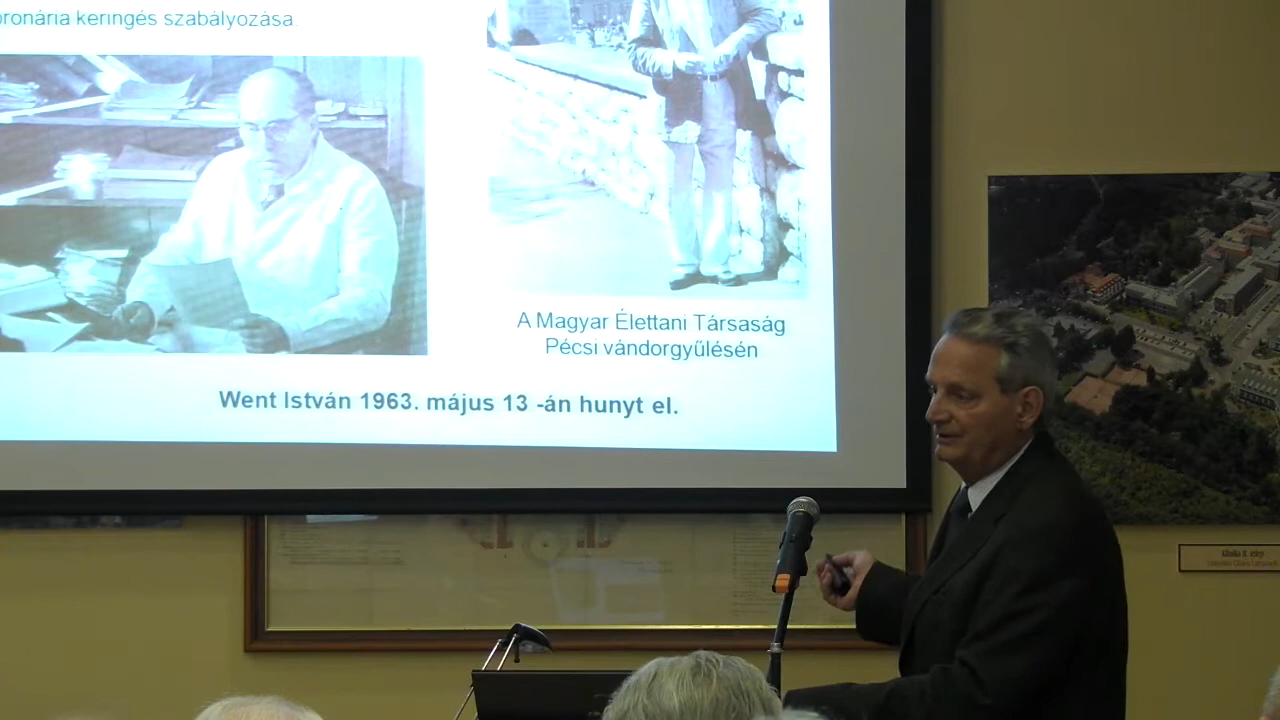 oronária keringés szabályozása.
A Magyar Élettani Társaság
Pécsi vándorgyűlésén
Went István 1963. május 13 -án hunyt el.